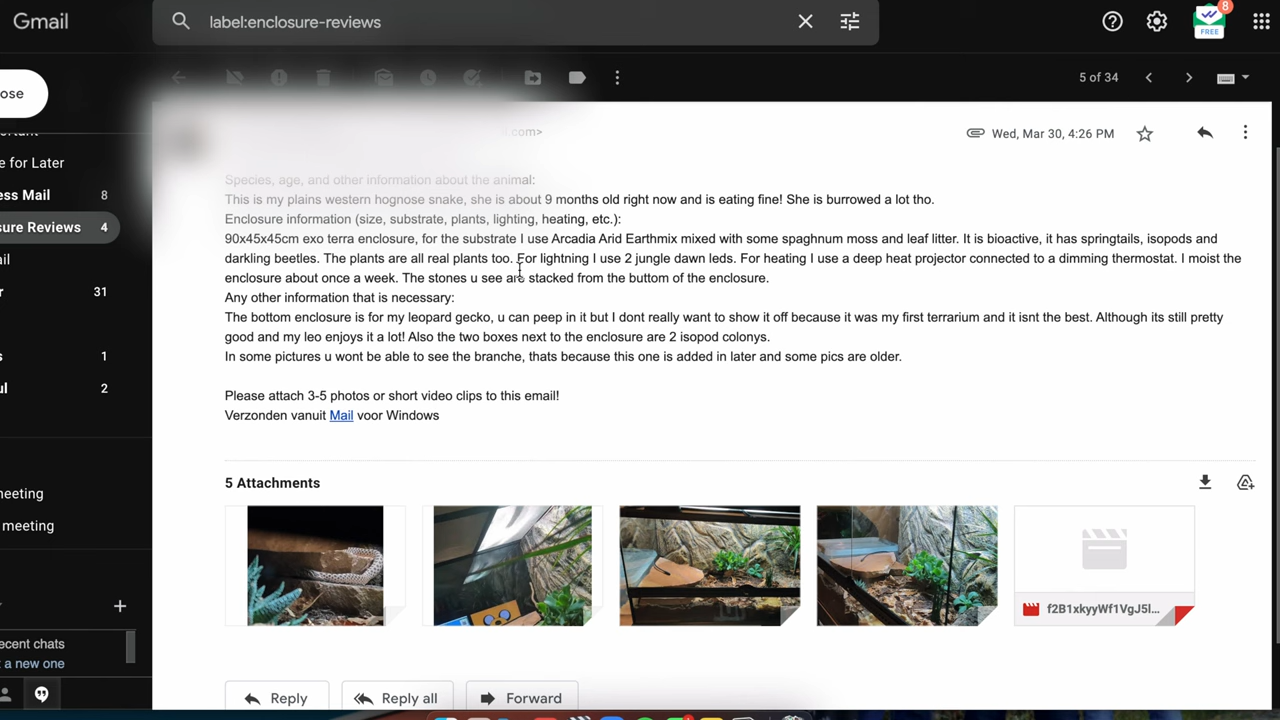 Gmail
label:enclosure-reviews
8
FREE
ose
5 of 34
com>
Wed, Mar 30, 4:26 PM
e for Later
ess Mail 8
sure Reviews 4
ail
r 31
s 1
ul 2
neeting
meeting
ecent chats
t a new one
Species, age, and other information about the animal:
This is my plains western hognose snake, she is about 9 months old right now and is eating fine! She is burrowed a lot tho.
Enclosure information (size, substrate, plants, lighting, heating, etc.):
90x45x45cm exo terra enclosure, for the substrate I use Arcadia Arid Earthmix mixed with some spaghnum moss and leaf litter. It is bioactive, it has springtails, isopods and
darkling beetles. The plants are all real plants too. For lightning I use 2 jungle dawn leds. For heating I use a deep heat projector connected to a dimming thermostat. I moist the
enclosure about once a week. The stones u see are stacked from the buttom of the enclosure.
Any other information that is necessary:
The bottom enclosure is for my leopard gecko, u can peep in it but I dont really want to show it off because it was my first terrarium and it isnt the best. Although its still pretty
good and my leo enjoys it a lot! Also the two boxes next to the enclosure are 2 isopod colonys.
In some pictures u wont be able to see the branche, thats because this one is added in later and some pics are older.
Please attach 3-5 photos or short video clips to this email!
Verzonden vanuit Mail voor Windows
5 Attachments
f2B1xkyyWf1VgJ5l...
Reply
Reply all
Forward